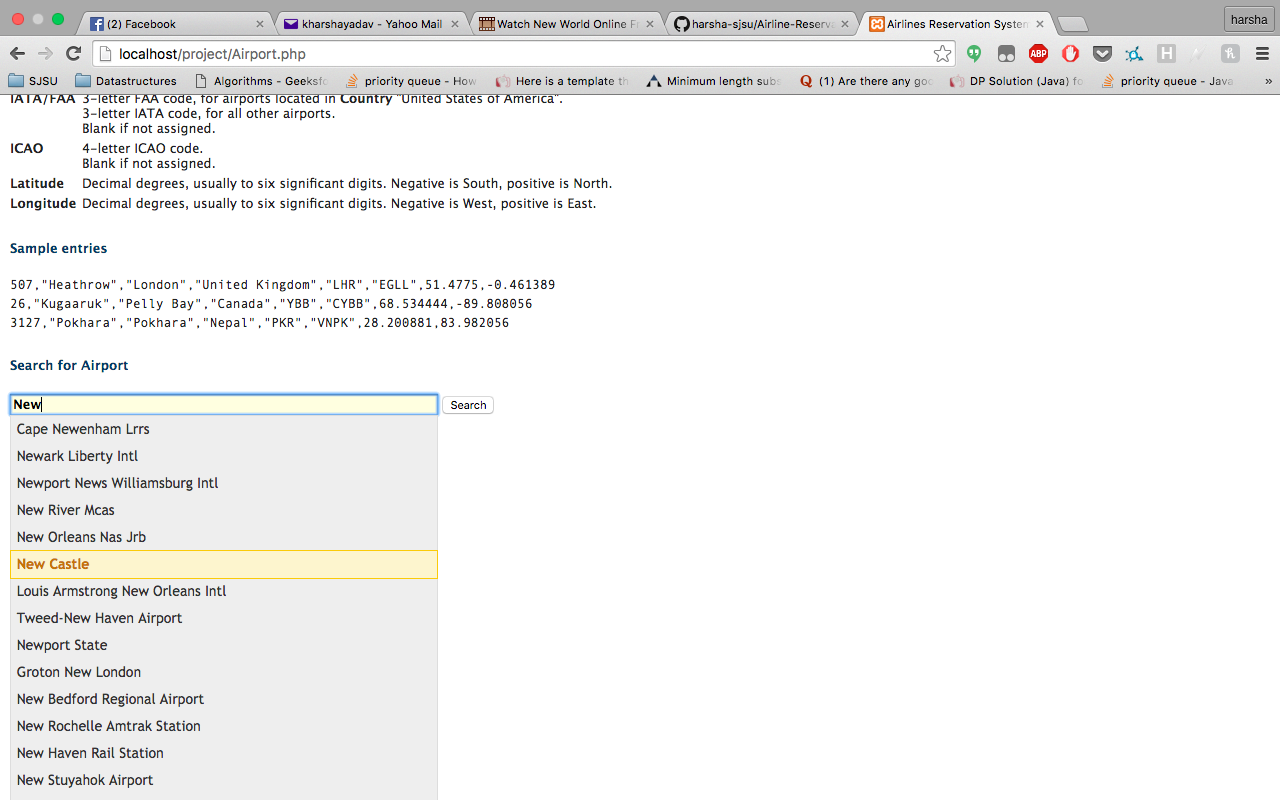 (2) Facebook
kharshayadav - Yahoo Mail
Watch New World Online Fr
harsha-sjsu/Airline-Reserva
Airlines Reservation System
harsha
localhost/project/Airport.php
ABP
H
SJSU
Datastructures
Algorithms - Geeksfo
priority queue - How
Here is a template th
Minimum length subs
(1) Are there any goo
DP Solution (Java) fo
priority queue - Java
»
IATA/FAA 3-letter FAA code, for airports located in Country "United States of America".
3-letter IATA code, for all other airports.
Blank if not assigned.
ICAO 4-letter ICAO code.
Blank if not assigned.
Latitude Decimal degrees, usually to six significant digits. Negative is South, positive is North.
Longitude Decimal degrees, usually to six significant digits. Negative is West, positive is East.
Sample entries
507,"Heathrow","London","United Kingdom","LHR","EGLL",51.4775,-0.461389
26,"Kugaaruk","Pelly Bay","Canada","YBB","CYBB",68.534444,-89.808056
3127,"Pokhara","Pokhara","Nepal","PKR","VNPK",28.200881,83.982056
Search for Airport
New Search
Cape Newenham Lrrs
Newark Liberty Intl
Newport News Williamsburg Intl
New River Mcas
New Orleans Nas Jrb
New Castle
Louis Armstrong New Orleans Intl
Tweed-New Haven Airport
Newport State
Groton New London
New Bedford Regional Airport
New Rochelle Amtrak Station
New Haven Rail Station
New Stuyahok Airport